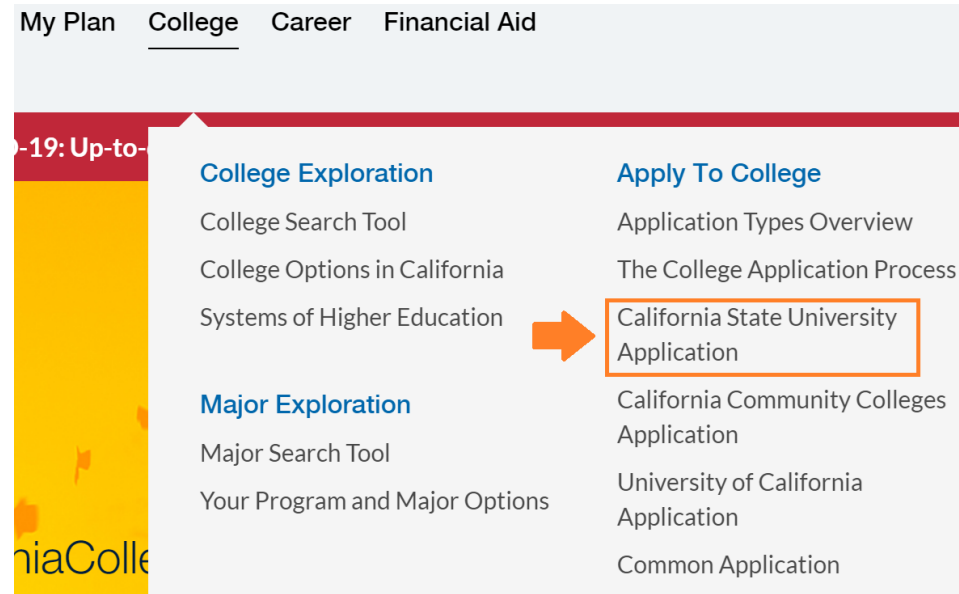 My Plan College Career Financial Aid
-19: Up-to-
College Exploration
College Search Tool
College Options in California
Systems of Higher Education
Major Exploration
Major Search Tool
Your Program and Major Options
Apply To College
Application Types Overview
The College Application Process
California State University
Application
California Community Colleges
Application
University of California
Application
Common Application
niaColle